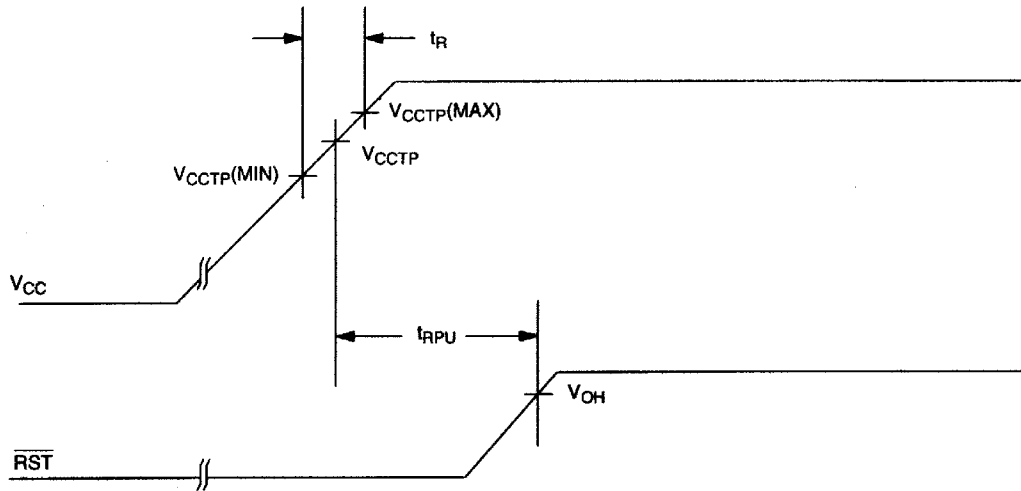 tR
VCCTP(MAX)
VCCTP
VCCTP(MIN)
VCC
tRPU
VOH
RST